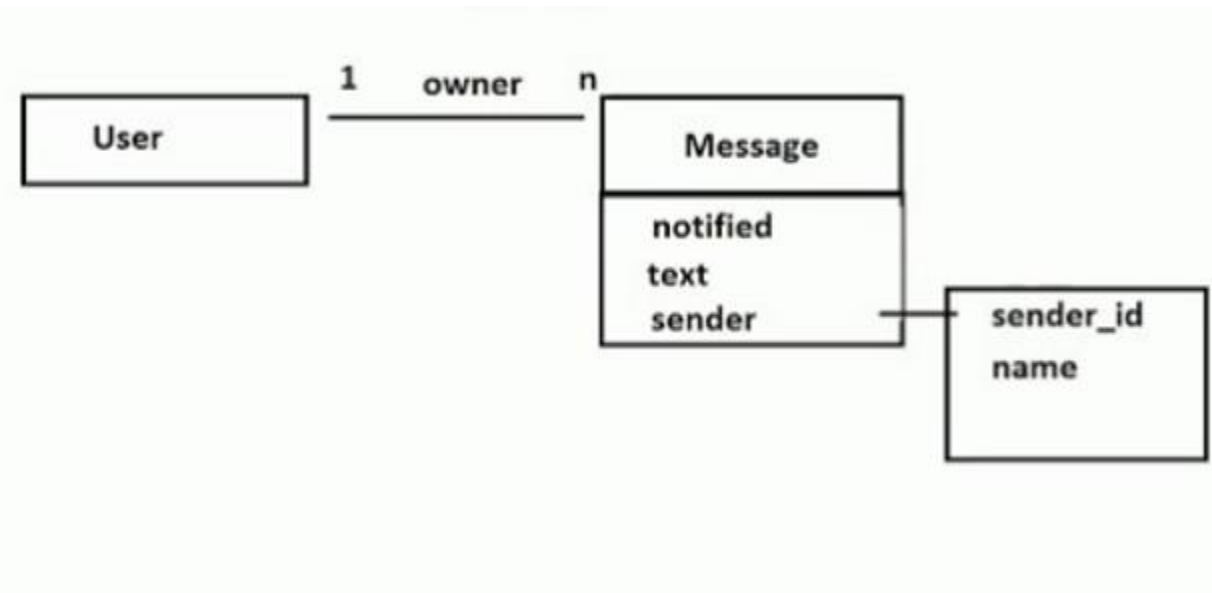 1 owner n
User
Message
notified
text
sender
sender_id
name